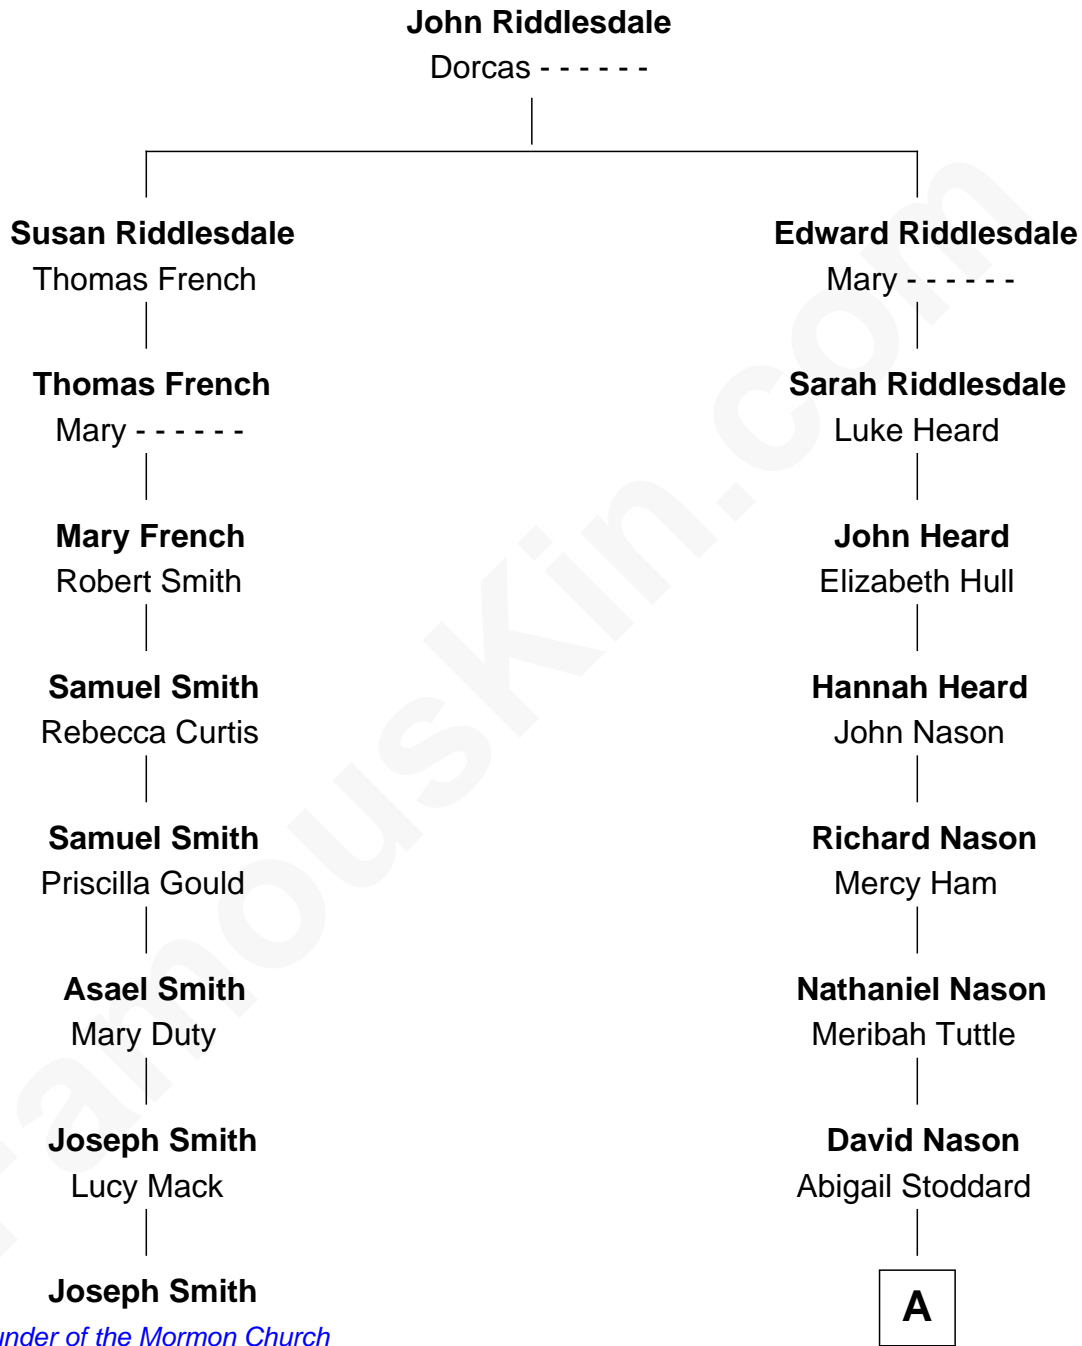 John Riddlesdale
Dorcas - - - - - -
Susan Riddlesdale
Thomas French
Edward Riddlesdale
Mary - - - - - -
Thomas French
Mary - - - - - -
Sarah Riddlesdale
Luke Heard
Mary French
Robert Smith
John Heard
Elizabeth Hull
Samuel Smith
Rebecca Curtis
Hannah Heard
John Nason
Samuel Smith
Priscilla Gould
Richard Nason
Mercy Ham
Asael Smith
Mary Duty
Nathaniel Nason
Meribah Tuttle
Joseph Smith
Lucy Mack
David Nason
Abigail Stoddard
Joseph Smith
under of the Mormon Church
A
FamousKin.com